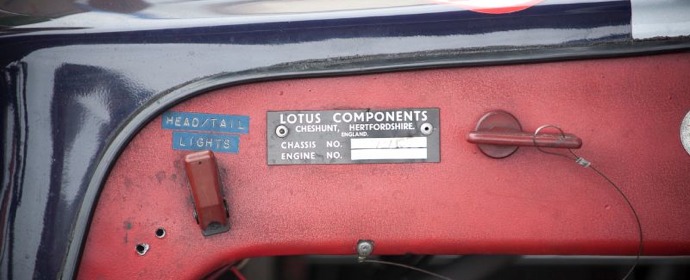 HEAD/TAIL
LIGHTS
LOTUS COMPONENTS
CHESHUNT, HERTFORDSHIRE,
ENGLAND.
CHASSIS NO.
ENGINE NO.